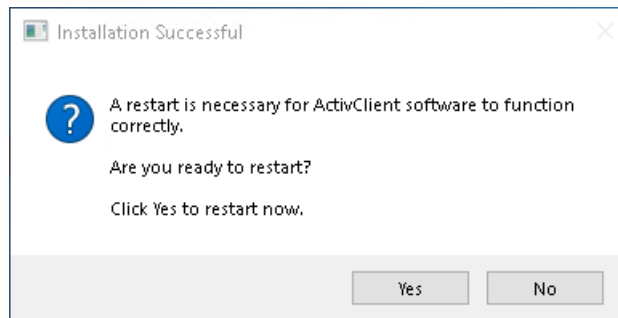 Installation Successful
A restart is necessary for ActivClient software to function
correctly.
Are you ready to restart?
Click Yes to restart now.
Yes
No